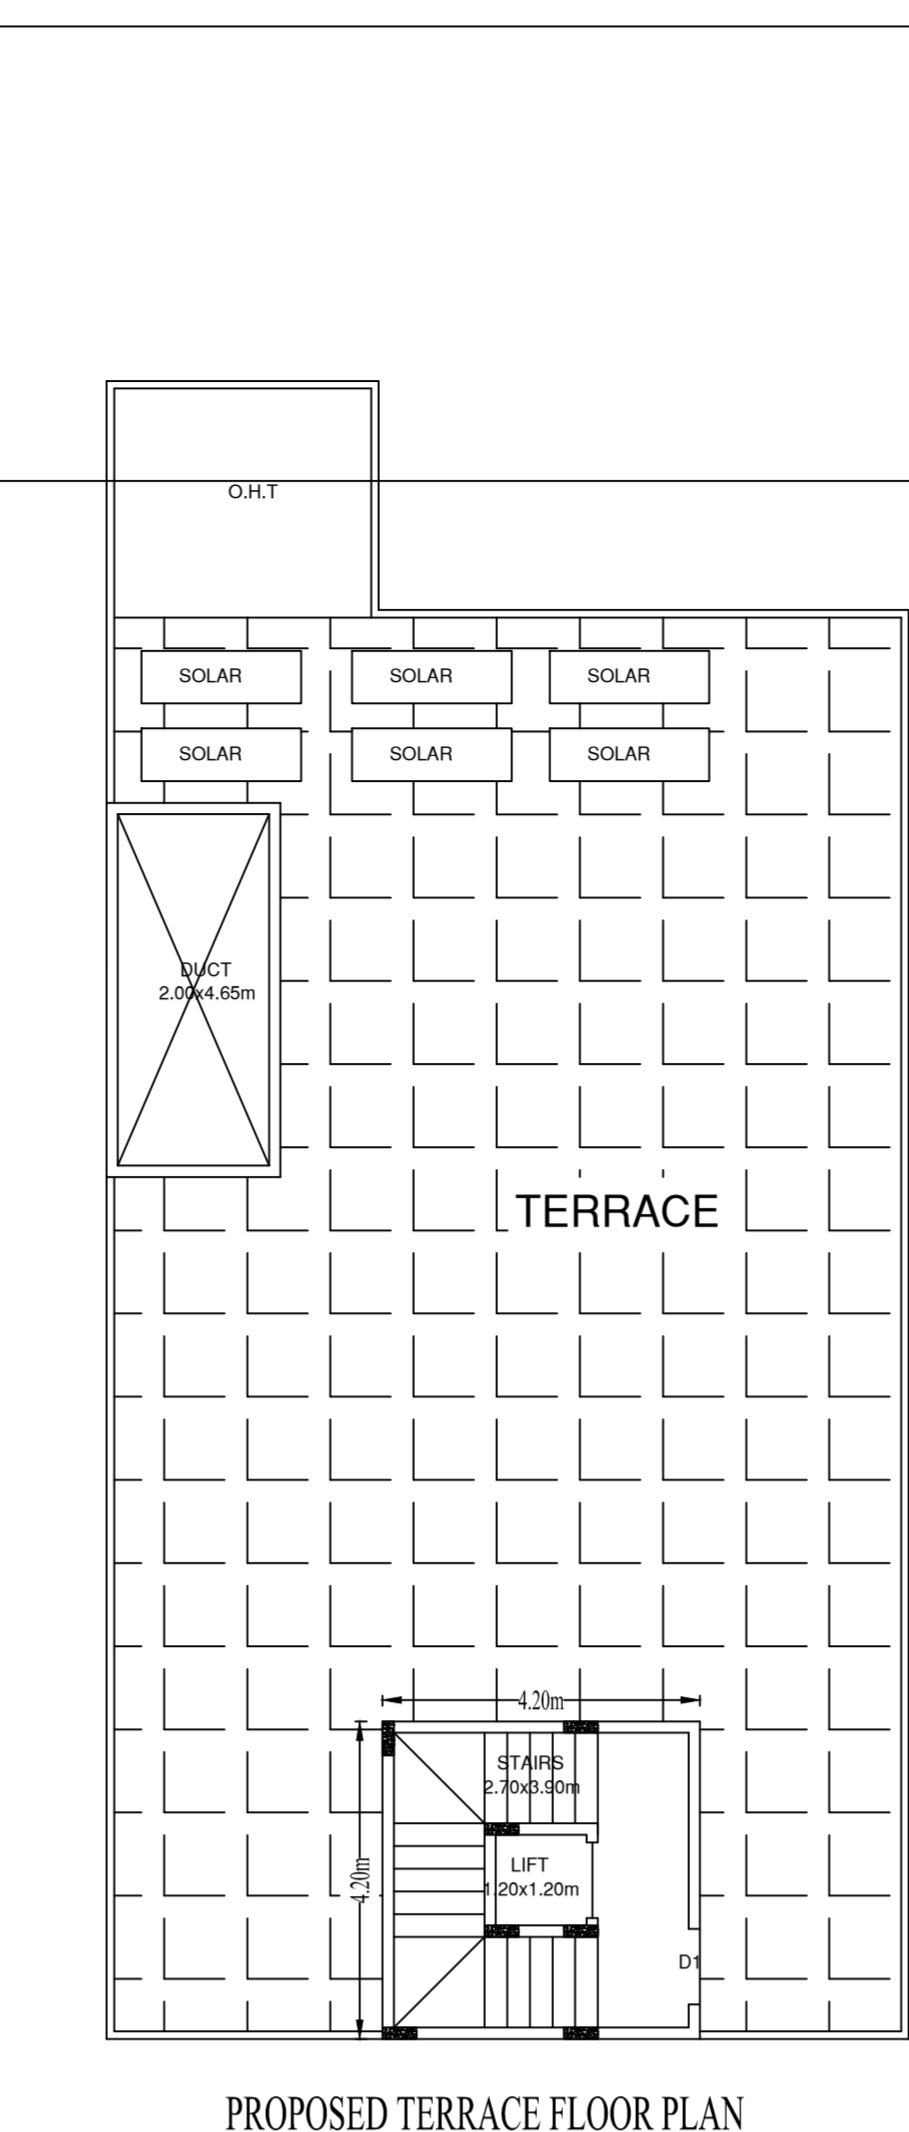 O.H.T
SOLAR SOLAR SOLAR
SOLAR SOLAR SOLAR
DUCT
2.00x4.65m
TERRACE
4.20m
STAIRS
2.70x3.90m
4.20m
LIFT
1.20x1.20m
D1
PROPOSED TERRACE FLOOR PLAN